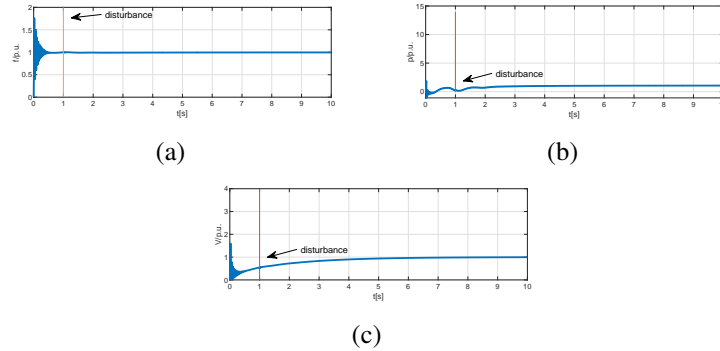 2
1.5
1
0.5
0
f/p.u.
disturbance
0 1 2 3 4 5 6 7 8 9 10
t[s]
(a)
15
10
5
0
p/p.u.
disturbance
0 1 2 3 4 5 6 7 8 9 1
t[s]
(b)
4
3
2
1
0
V/p.u.
disturbance
0 1 2 3 4 5 6 7 8 9 10
t[s]
(c)